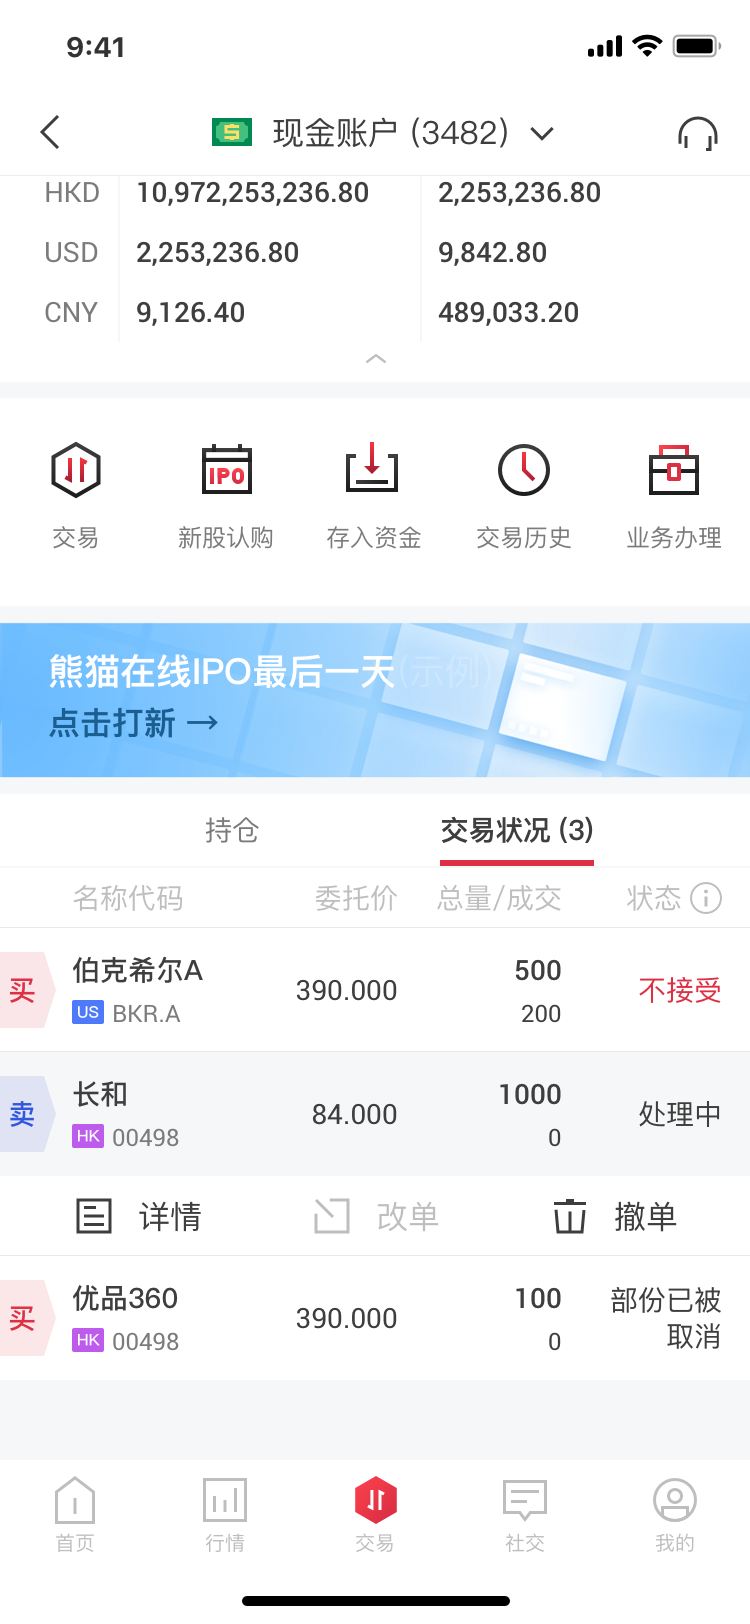 9:41
现金账户 (3482)
HKD 10,972,253,236.80 2,253,236.80
USD 2,253,236.80 9,842.80
CNY 9,126.40 489,033.20
IPO
交易 新股认购 存入资金 交易历史 业务办理
熊猫在线IPO最后一天(示例)
点击打新 →
持仓 交易状况 (3)
名称代码 委托价 总量/成交 状态
买 伯克希尔A 390.000 500 不接受
US BKR.A 200
卖 长和 84.000 1000 处理中
HK 00498 0
详情 改单 撤单
买 优品360 390.000 100 部份已被
HK 00498 0 取消
首页 行情 交易 社交 我的